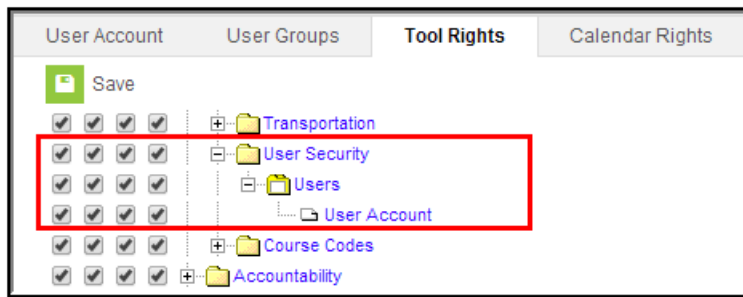 User Account User Groups Tool Rights Calendar Rights
Save
Transportation
User Security
Users
User Account
Course Codes
Accountability